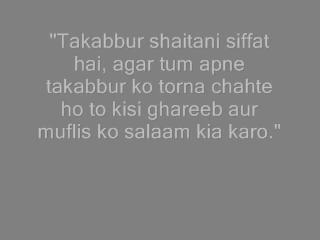 "Takabbur shaitani siffat
hai, agar tum apne
takabbur ko torna chahte
ho to kisi ghareeb aur
muflis ko salaam kia karo."